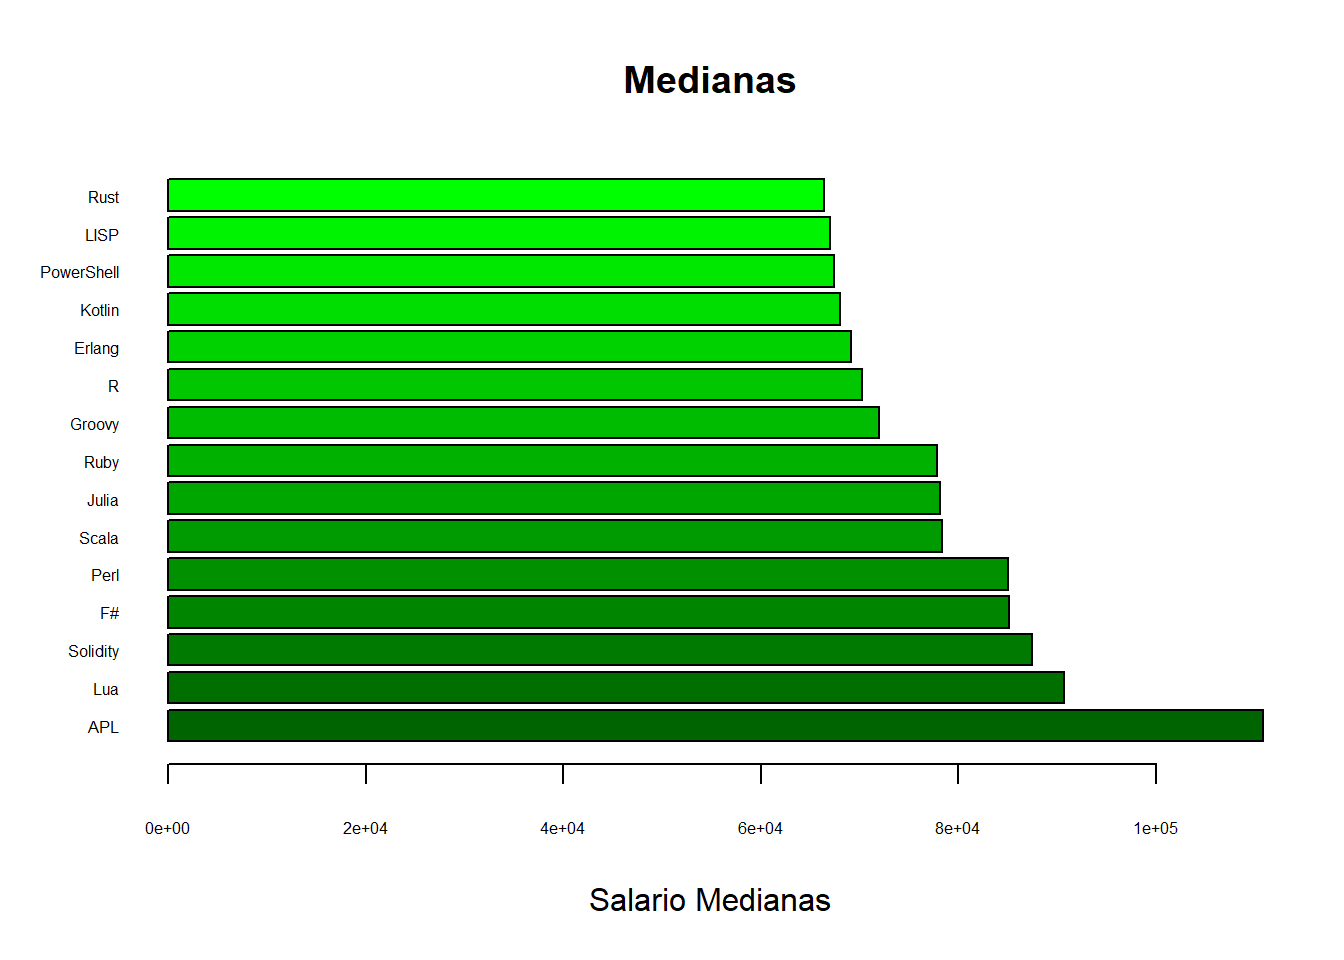 Medianas
Rust
LISP
PowerShell
Kotlin
Erlang
R
Groovy
Ruby
Julia
Scala
Perl
F#
Solidity
Lua
APL
0e+00 2e+04 4e+04 6e+04 8e+04 1e+05
Salario Medianas